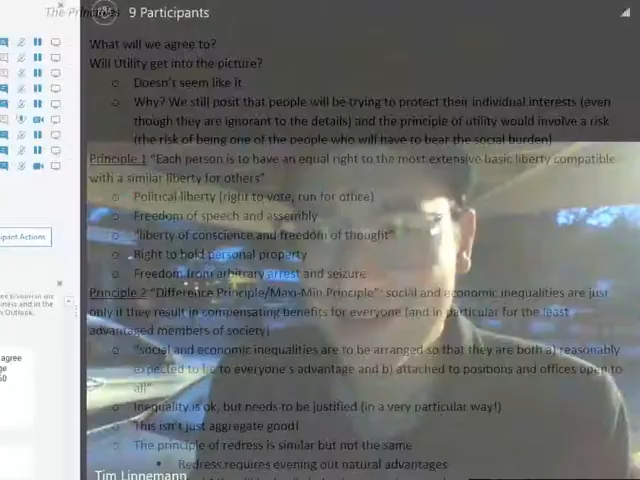 The Principles
9 Participants
What will we agree to?
Will Utility get into the picture?
Doesn't seem like it
Why? We still posit that people will be trying to protect their individual interests (even
though they are ignorant to the details) and the principle of utility would involve a risk
(the risk of being one of the people who will have to bear the social burden)
Principle 1 "Each person is to have an equal right to the most extensive basic liberty compatible
with a similar liberty for others"
Political liberty (right to vote, run for office)
Freedom of speech and assembly
"liberty of conscience and freedom of thought"
Right to hold personal property
Freedom from arbitrary arrest and seizure
Principle 2 "Difference Principle/Maxi-Min Principle": social and economic inequalities are just
only if they result in compensating benefits for everyone (and in particular for the least
advantaged members of society)
"social and economic inequalities are to be arranged so that they are both a) reasonably
expected to be to everyone's advantage and b) attached to positions and offices open to
all"
Inequality is ok, but needs to be justified (in a very particular way!)
This isn't just aggregate good!
The principle of redress is similar but not the same
Redress requires evening out natural advantages
Tim Linnemann
ipant Actions
and in the
n Outlook.
agree